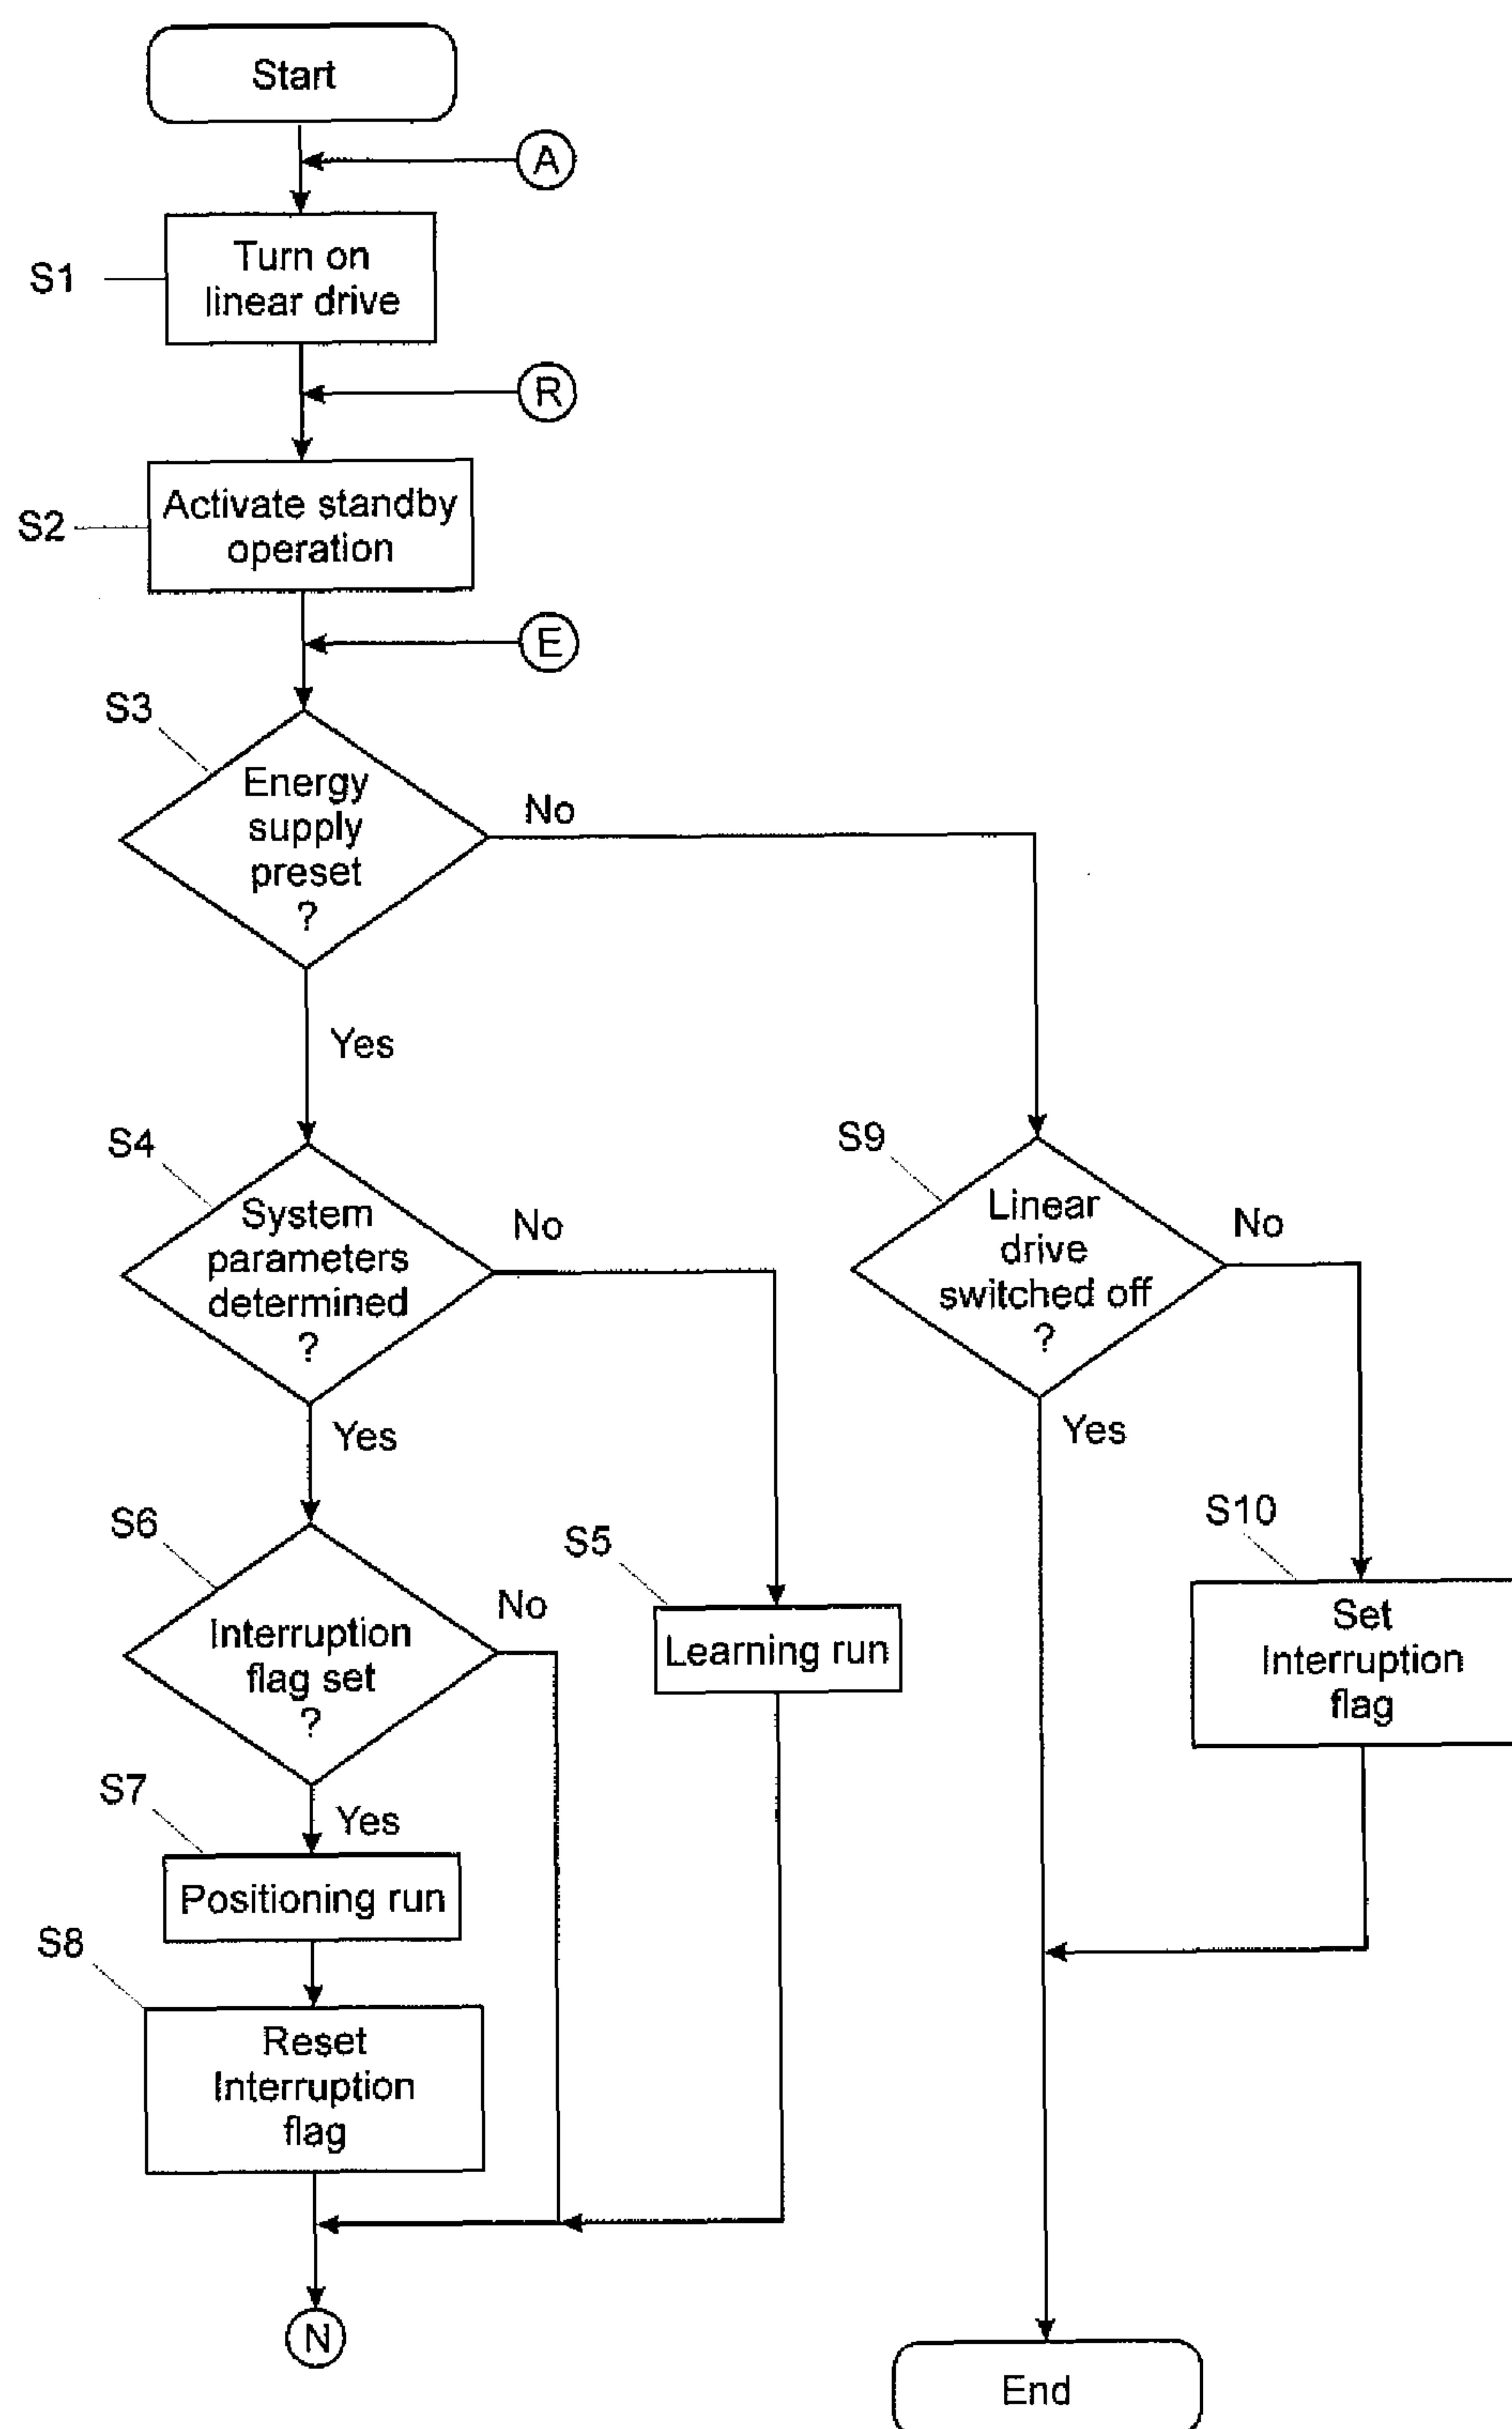 Start
A
S1
Turn on
linear drive
R
S2
Activate standby
operation
E
S3
Energy
supply
preset
?
No
Yes
S4
System
parameters
determined
?
No
Yes
S9
Linear
drive
switched off
?
No
Yes
S6
Interruption
flag set
?
No
Yes
S5
Learning run
S10
Set
Interruption
flag
S7
Positioning run
S8
Reset
Interruption
flag
N
End